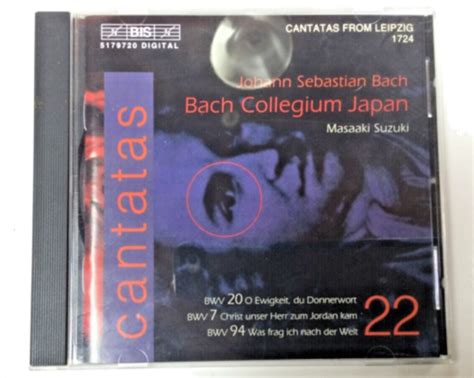 BIS
5179720 DIGITAL
CANTATAS FROM LEIPZIG
1724
Johann Sebastian Bach
Bach Collegium Japan
Masaaki Suzuki
cantatas
BWV 20 O Ewigkeit, du Donnerwort
BWV 7 Christ unser Herr zum Jordan kam
BWV 94 Was frag ich nach der Welt
22